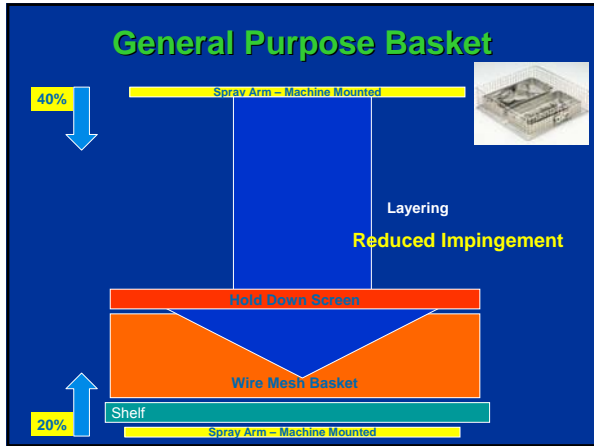 General Purpose Basket
40%
Spray Arm – Machine Mounted
Layering
Reduced Impingement
Hold Down Screen
Wire Mesh Basket
Shelf
20%
Spray Arm – Machine Mounted